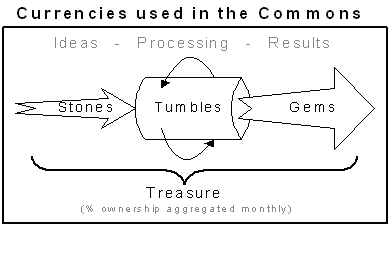 Currencies used in the Commons
Ideas - Processing - Results
Stones Tumbles Gems
Treasure
(% ownership aggregated monthly)